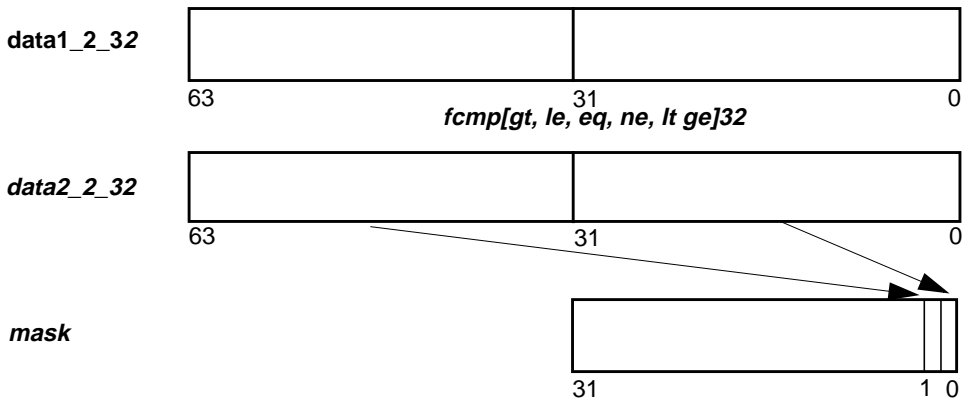 data1_2_32
63 31 0
fcmp[gt, le, eq, ne, lt ge]32
data2_2_32
63 31 0
mask
31 1 0